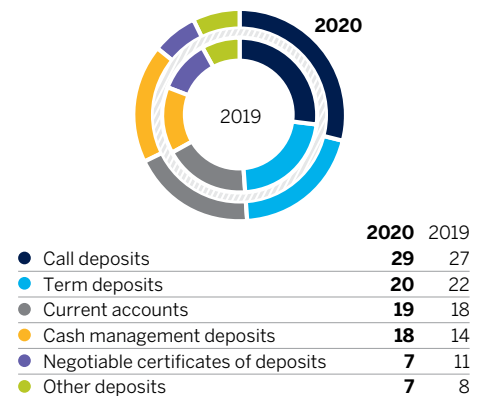 2020
2019
2020 2019
Call deposits 29 27
Term deposits 20 22
Current accounts 19 18
Cash management deposits 18 14
Negotiable certificates of deposits 7 11
Other deposits 7 8